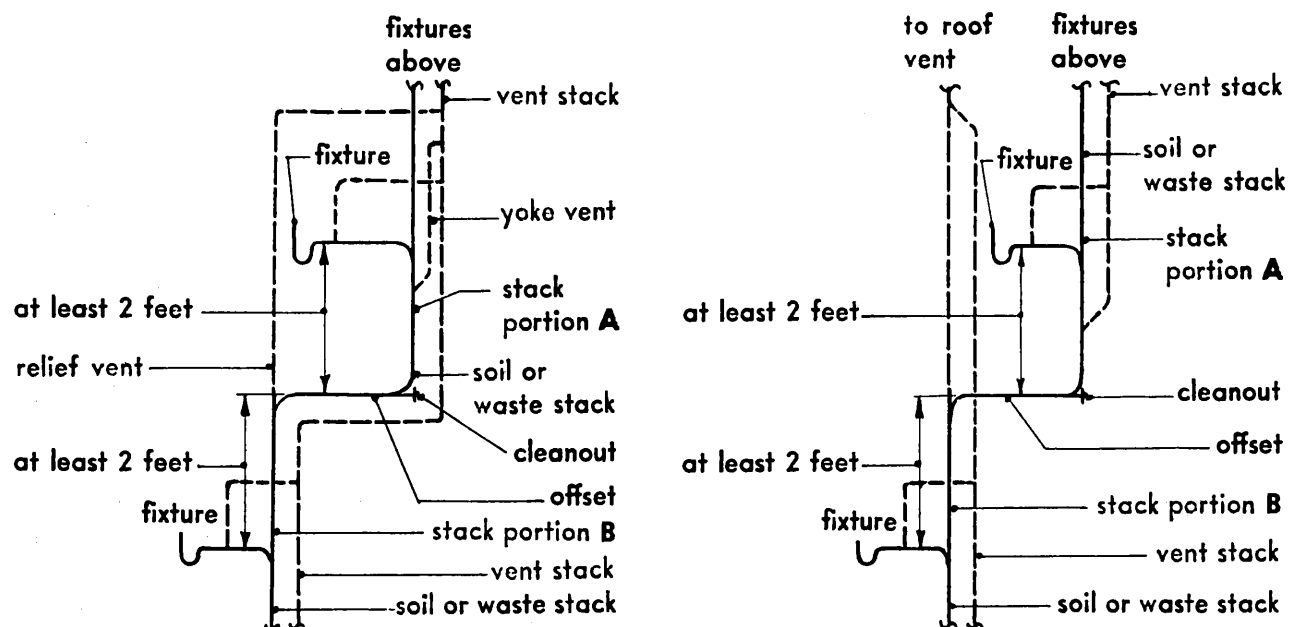 fixtures
above
vent stack
fixture
yoke vent
at least 2 feet
stack
portion A
relief vent
soil or
waste stack
at least 2 feet
cleanout
offset
fixture
stack portion B
vent stack
soil or waste stack
to roof
vent
fixtures
above
vent stack
fixture
soil or
waste stack
stack
portion A
at least 2 feet
cleanout
offset
at least 2 feet
stack portion B
fixture
vent stack
soil or waste stack